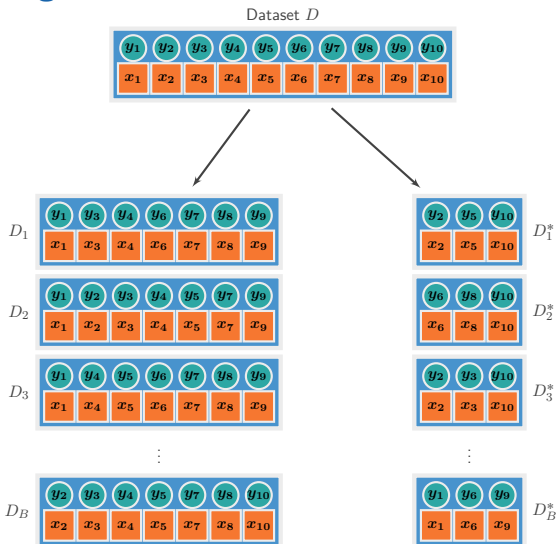 Dataset D
y1 y2 y3 y4 y5 y6 y7 y8 y9 y10
x1 x2 x3 x4 x5 x6 x7 x8 x9 x10
y1 y3 y4 y6 y7 y8 y9 y2 y5 y10
D1 D1*
x1 x3 x4 x6 x7 x8 x9 x2 x5 x10
y1 y2 y3 y4 y5 y7 y9 y6 y8 y10
D2 D2*
x1 x2 x3 x4 x5 x7 x9 x6 x8 x10
y1 y4 y5 y6 y7 y8 y9 y2 y3 y10
D3 D3*
x1 x4 x5 x6 x7 x8 x9 x2 x3 x10
⋮ ⋮
y2 y3 y4 y5 y7 y8 y10 y1 y6 y9
DB DB*
x2 x3 x4 x5 x7 x8 x10 x1 x6 x9